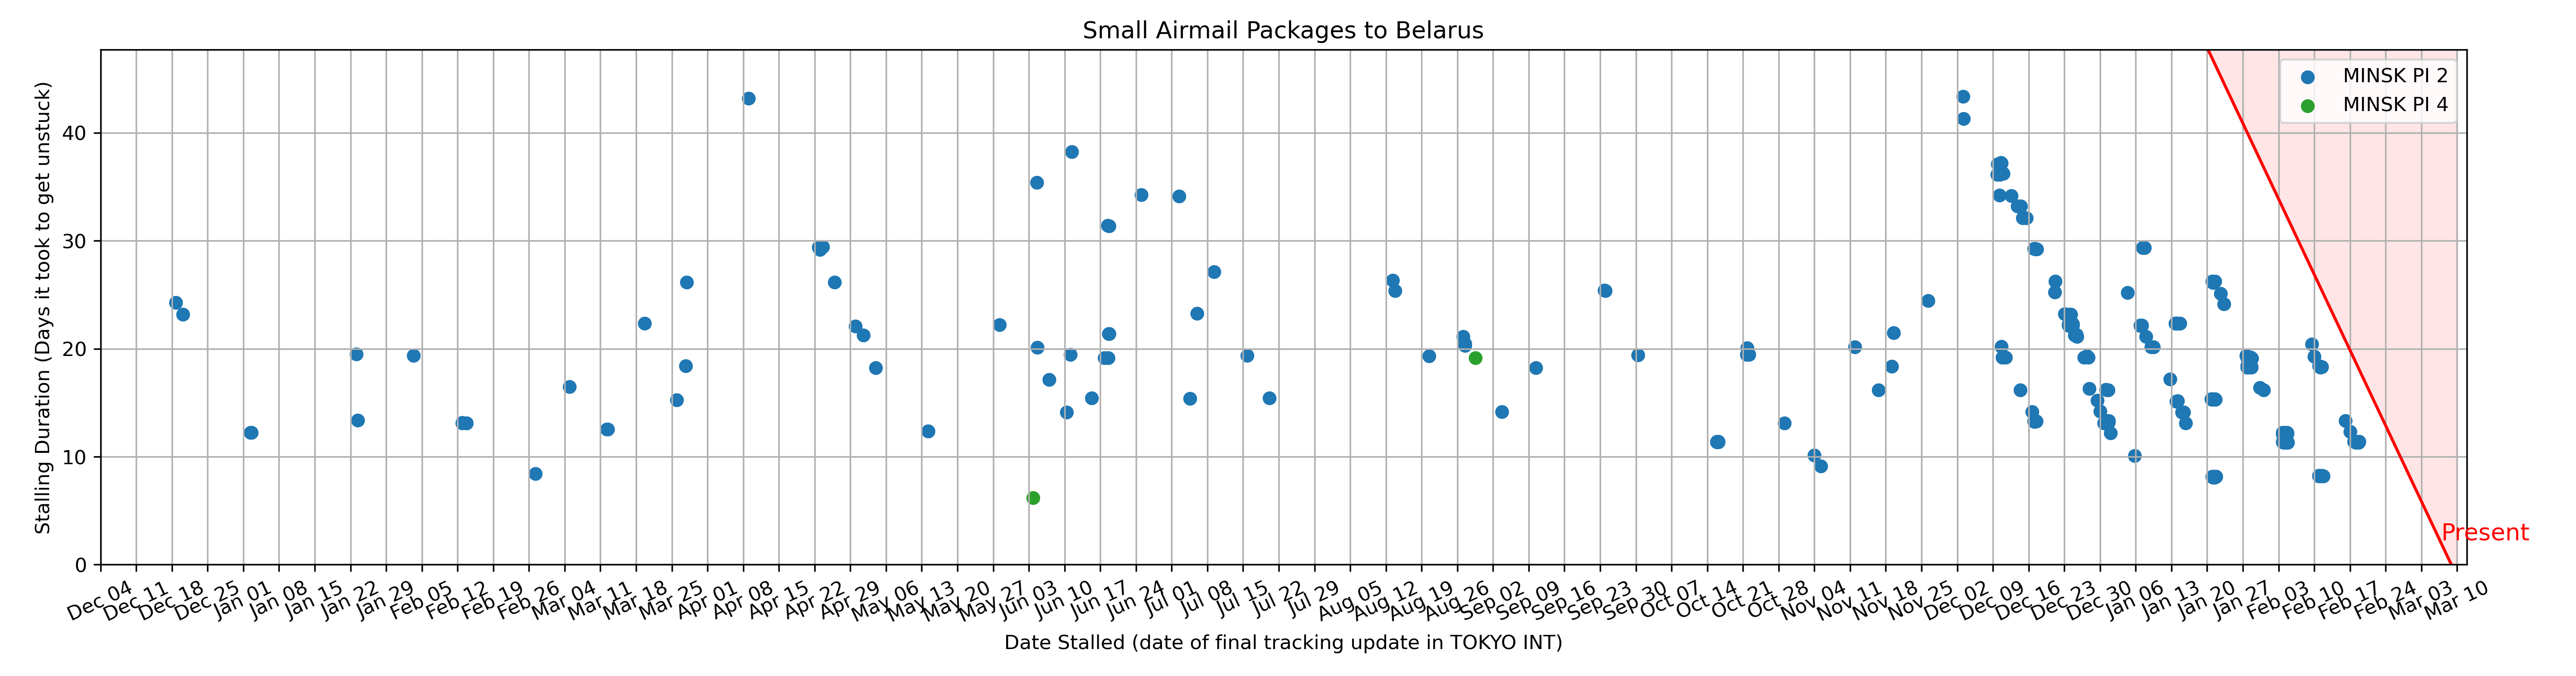 Small Airmail Packages to Belarus
MINSK PI 2
MINSK PI 4
Stalling Duration (Days it took to get unstuck)
40
30
20
10
0
Present
Dec 04 Dec 11 Dec 18 Dec 25 Jan 01 Jan 08 Jan 15 Jan 22 Jan 29 Feb 05 Feb 12 Feb 19 Feb 26 Mar 04 Mar 11 Mar 18 Mar 25 Apr 01 Apr 08 Apr 15 Apr 22 Apr 29 May 06 May 13 May 20 May 27 Jun 03 Jun 10 Jun 17 Jun 24 Jul 01 Jul 08 Jul 15 Jul 22 Jul 29 Aug 05 Aug 12 Aug 19 Aug 26 Sep 02 Sep 09 Sep 16 Sep 23 Sep 30 Oct 07 Oct 14 Oct 21 Oct 28 Nov 04 Nov 11 Nov 18 Nov 25 Dec 02 Dec 09 Dec 16 Dec 23 Dec 30 Jan 06 Jan 13 Jan 20 Jan 27 Feb 03 Feb 10 Feb 17 Feb 24 Mar 03 Mar 10
Date Stalled (date of final tracking update in TOKYO INT)